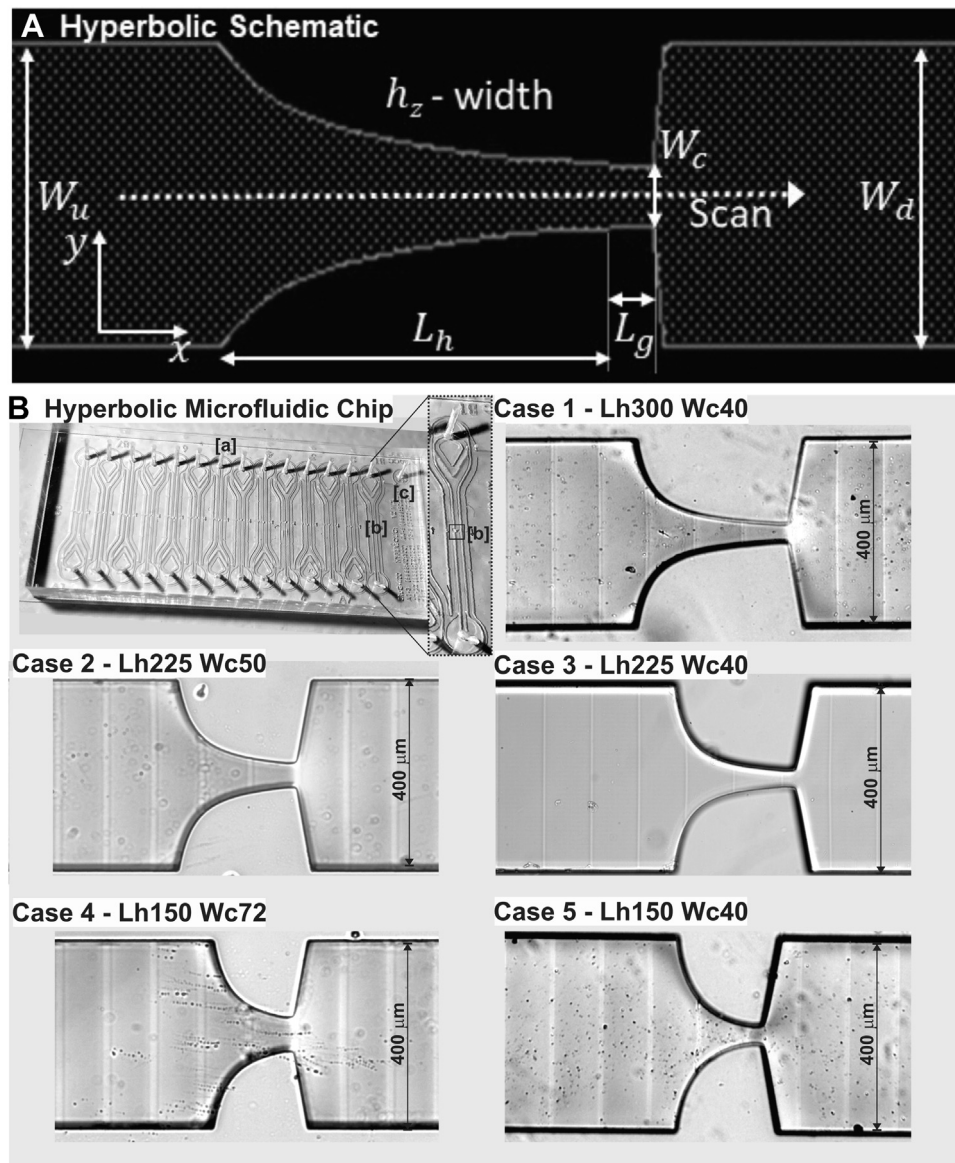 A Hyperbolic Schematic
h_z - width
W_c
W_u
W_d
Scan
y
x
L_h
L_g
B Hyperbolic Microfluidic Chip
[a]
[c]
[b]
[b]
Case 1 - Lh300 Wc40
400 μm
Case 2 - Lh225 Wc50
400 μm
Case 3 - Lh225 Wc40
400 μm
Case 4 - Lh150 Wc72
400 μm
Case 5 - Lh150 Wc40
400 μm